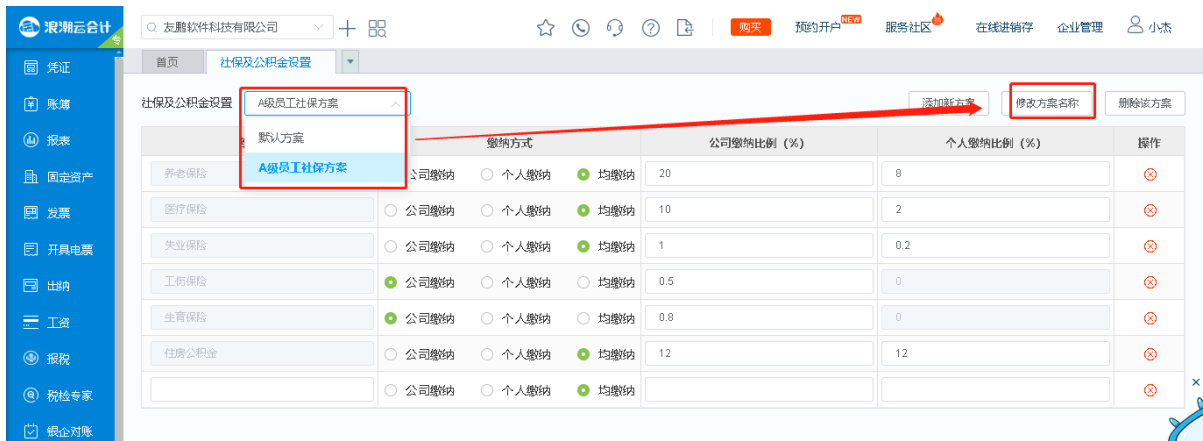 浪潮云会计 专
友鹏软件科技有限公司
购买 预约开户 NEW 服务社区 在线进销存 企业管理 小杰
首页 社保及公积金设置
社保及公积金设置 A级员工社保方案 添加新方案 修改方案名称 删除该方案
默认方案
A级员工社保方案
缴纳方式 公司缴纳比例（%） 个人缴纳比例（%） 操作
养老保险 公司缴纳 个人缴纳 均缴纳 20 8
医疗保险 公司缴纳 个人缴纳 均缴纳 10 2
失业保险 公司缴纳 个人缴纳 均缴纳 1 0.2
工伤保险 公司缴纳 个人缴纳 均缴纳 0.5 0
生育保险 公司缴纳 个人缴纳 均缴纳 0.8 0
住房公积金 公司缴纳 个人缴纳 均缴纳 12 12
公司缴纳 个人缴纳 均缴纳
凭证
账簿
报表
固定资产
发票
开具电票
出纳
工资
报税
税检专家
银企对账